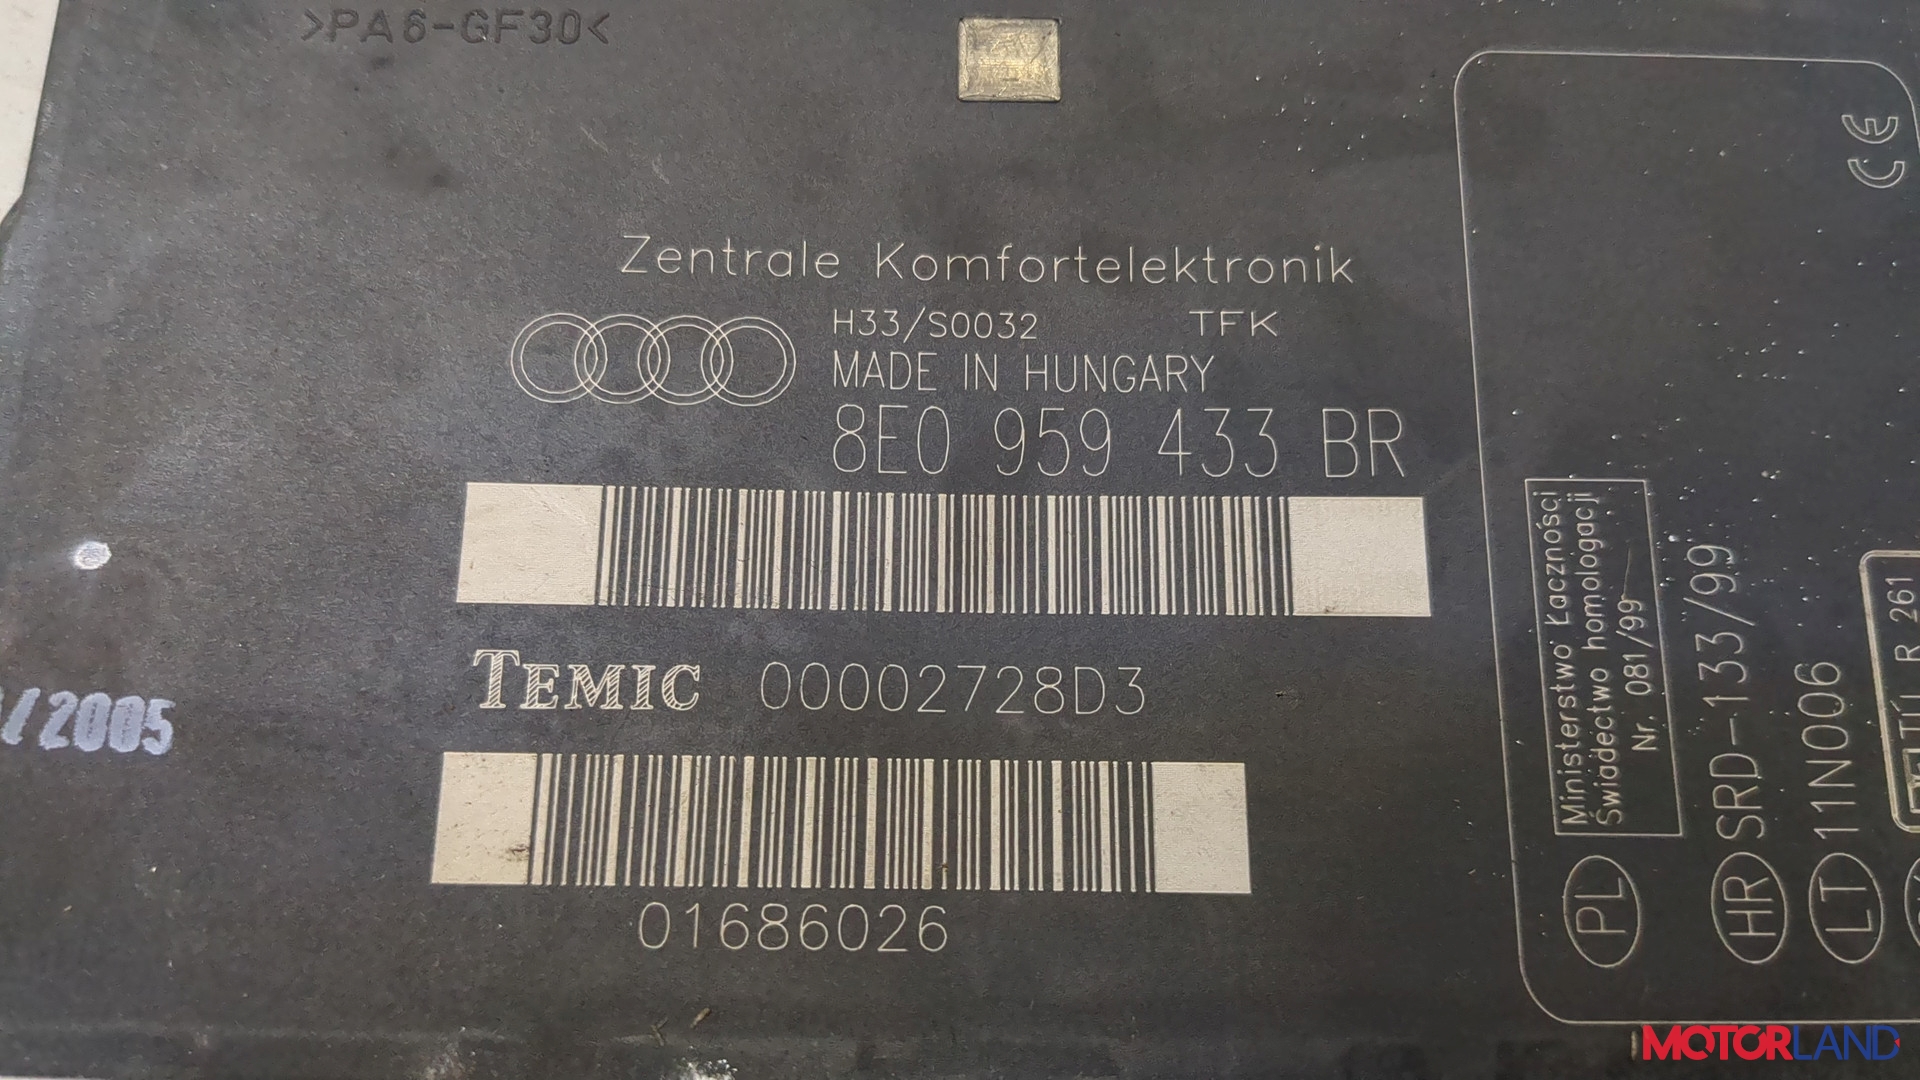 >PA6-GF30<
CE
Zentrale Komfortelektronik
H33/S0032 TFK
MADE IN HUNGARY
8E0 959 433 BR
TEMIC 00002728D3
/2005
01686026
PL
Ministerstwo Łączności
Świadectwo homologacji
Nr. 081/99
HR SRD-133/99
LT 11N006
R 261
MOTORLAND